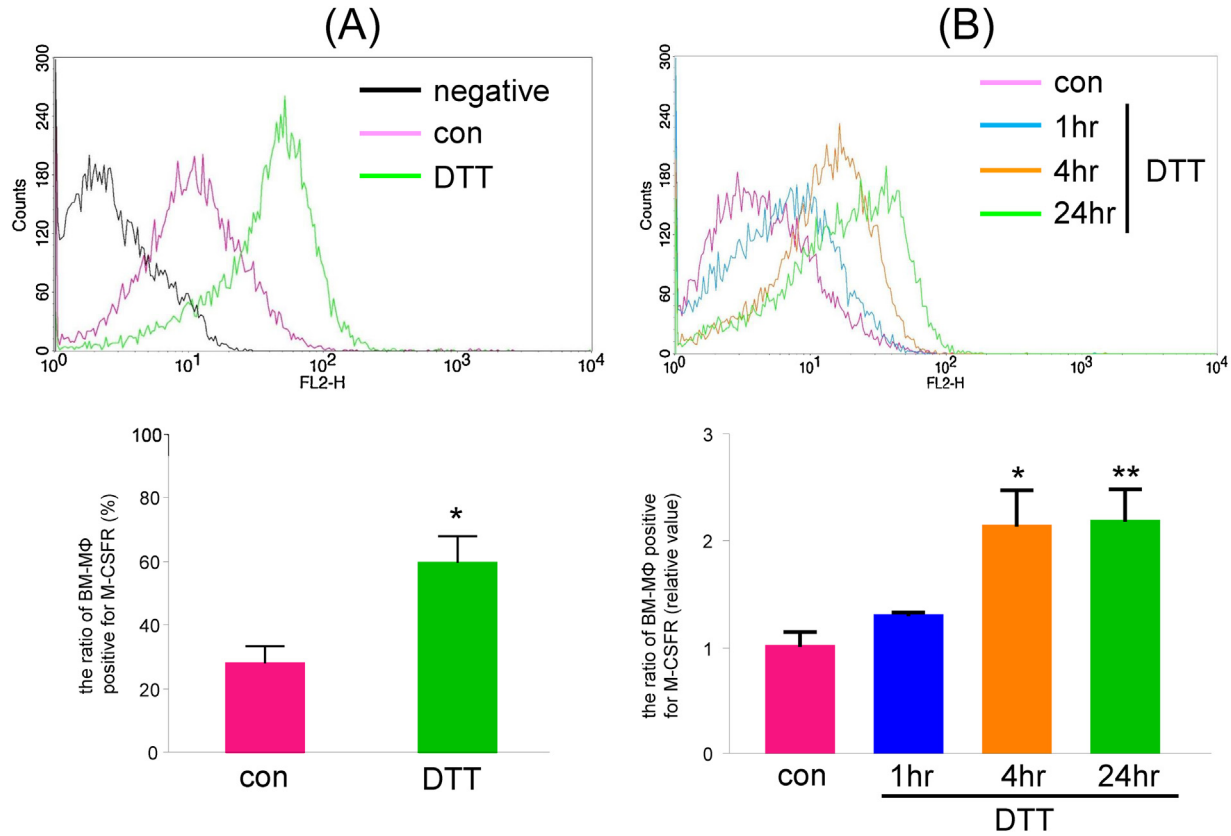 (A)
300
240
180
120
60
0
Counts
10^0
10^1
10^2
10^3
10^4
FL2-H
negative
con
DTT
100
80
60
40
20
0
the ratio of BM-MΦ
positive for M-CSFR (%)
*
con
DTT
(B)
300
240
180
120
60
0
Counts
10^0
10^1
10^2
10^3
10^4
FL2-H
con
1hr
4hr
24hr
DTT
3
2
1
0
the ratio of BM-MΦ positive
for M-CSFR (relative value)
*
**
con
1hr
4hr
24hr
DTT